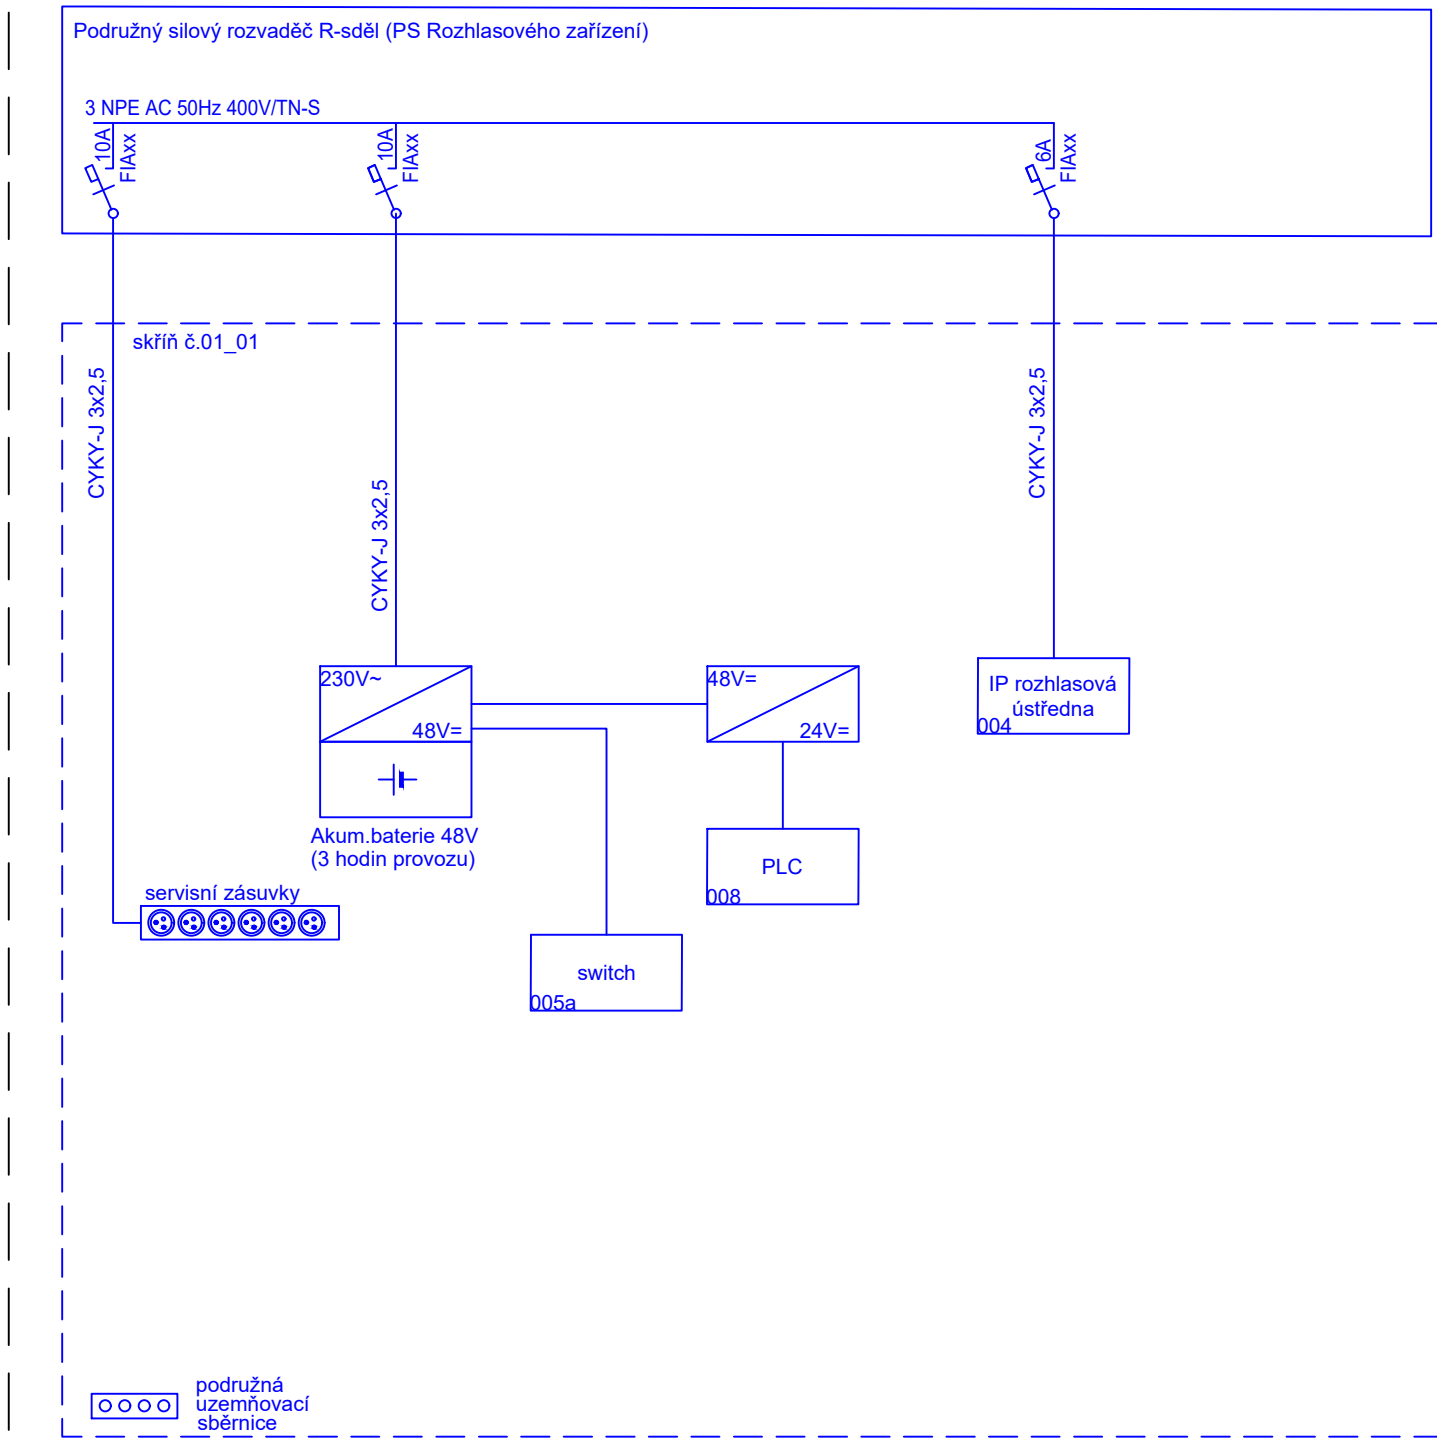 Podružný silový rozvaděč R-sděl (PS Rozhlasového zařízení)
3 NPE AC 50Hz 400V/TN-S
10A
FIAxx
10A
FIAxx
6A
FIAxx
skříň č.01_01
CYKY-J 3x2,5
CYKY-J 3x2,5
CYKY-J 3x2,5
230V~
48V=
48V=
24V=
IP rozhlasová
ústředna
004
Akum.baterie 48V
(3 hodin provozu)
PLC
008
servisní zásuvky
switch
005a
podružná
uzemňovací
sběrnice